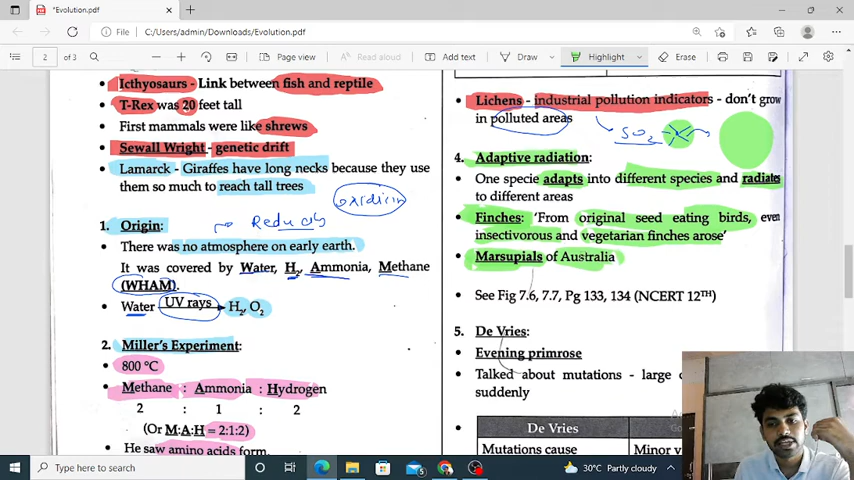 *Evolution.pdf
File
C:/Users/admin/Downloads/Evolution.pdf
2 of 3
Page view
Read aloud
Add text
Draw
Highlight
Erase
• Icthyosaurs - Link between fish and reptile
• T-Rex was 20 feet tall
• First mammals were like shrews
• Sewall Wright - genetic drift
• Lamarck - Giraffes have long necks because they use
them so much to reach tall trees
oxidizin
Reducing
1. Origin:
• There was no atmosphere on early earth.
It was covered by Water, H2, Ammonia, Methane
(WHAM).
• Water UV rays H2, O2
2. Miller's Experiment:
• 800 °C
• Methane : Ammonia : Hydrogen
2 : 1 : 2
(Or M:A:H = 2:1:2)
• He saw amino acids form.
• Lichens - industrial pollution indicators - don't grow
in polluted areas
SO2
4. Adaptive radiation:
• One specie adapts into different species and radiates
to different areas
• Finches: 'From original seed eating birds, even
insectivorous and vegetarian finches arose'
• Marsupials of Australia
• See Fig 7.6, 7.7, Pg 133, 134 (NCERT 12TH)
5. De Vries:
• Evening primrose
• Talked about mutations - large
suddenly
• De Vries
Mutations cause
Minor v
Type here to search
30°C Partly cloudy